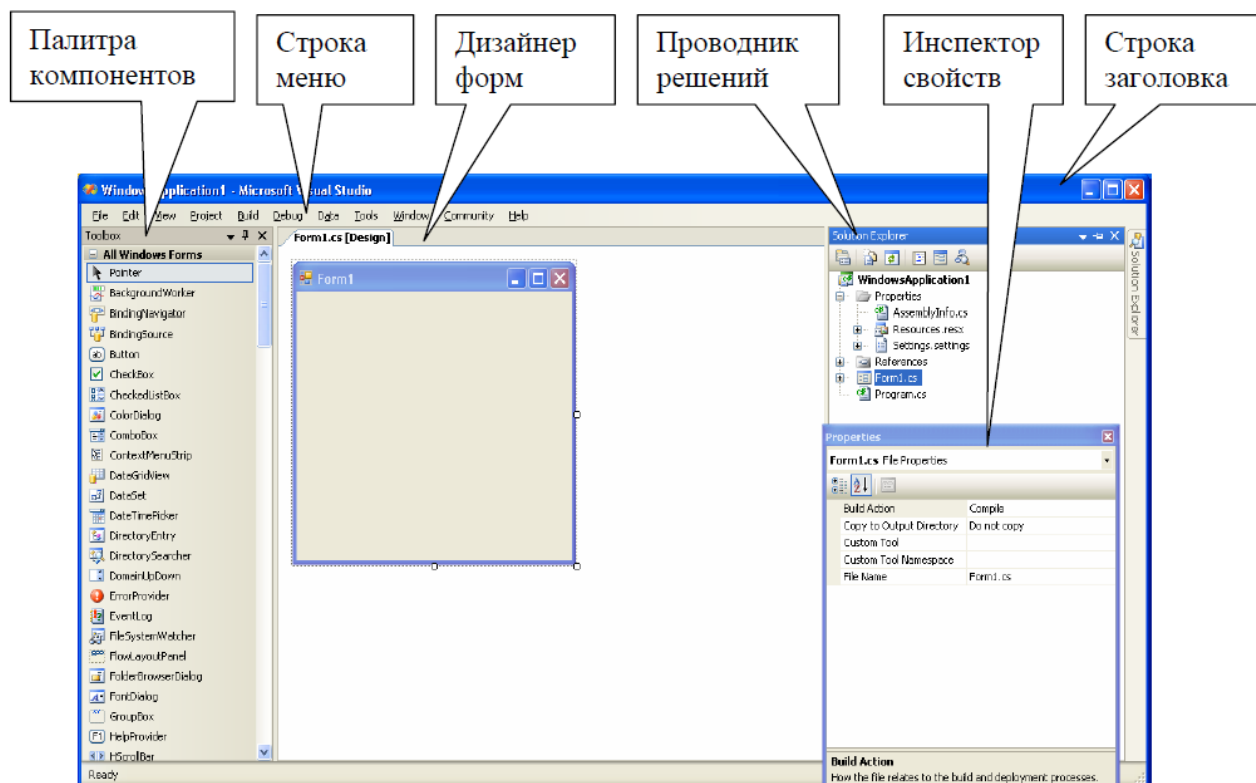 Палитра
компонентов
Строка
меню
Дизайнер
форм
Проводник
решений
Инспектор
свойств
Строка
заголовка
WindowsApplication1 - Microsoft Visual Studio
File Edit View Project Build Debug Data Tools Window Community Help
Toolbox
All Windows Forms
Pointer
BackgroundWorker
BindingNavigator
BindingSource
Button
CheckBox
CheckedListBox
ColorDialog
ComboBox
ContextMenuStrip
DataGridView
DataSet
DateTimePicker
DirectoryEntry
DirectorySearcher
DomainUpDown
ErrorProvider
EventLog
FileSystemWatcher
FlowLayoutPanel
FolderBrowserDialog
FontDialog
GroupBox
HelpProvider
HScrollBar
Ready
Form1.cs [Design]
Form1
Solution Explorer
WindowsApplication1
Properties
AssemblyInfo.cs
Resources.resx
Settings.settings
References
Form1.cs
Program.cs
Solution Explorer
Properties
Form1.cs File Properties
Build Action Compile
Copy to Output Directory Do not copy
Custom Tool
Custom Tool Namespace
File Name Form1.cs
Build Action
How the file relates to the build and deployment processes.